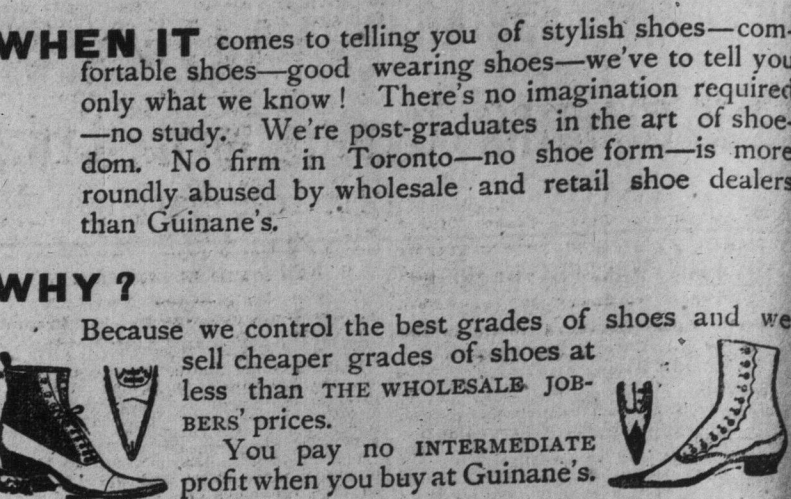 WHEN IT comes to telling you of stylish shoes—com-
fortable shoes—good wearing shoes—we've to tell you
only what we know! There's no imagination required
—no study. We're post-graduates in the art of shoe-
dom. No firm in Toronto—no shoe form—is more
roundly abused by wholesale and retail shoe dealers
than Guinane's.
WHY?
Because we control the best grades of shoes and we
sell cheaper grades of shoes at
less than THE WHOLESALE JOB-
BERS' prices.
You pay no INTERMEDIATE
profit when you buy at Guinane's.